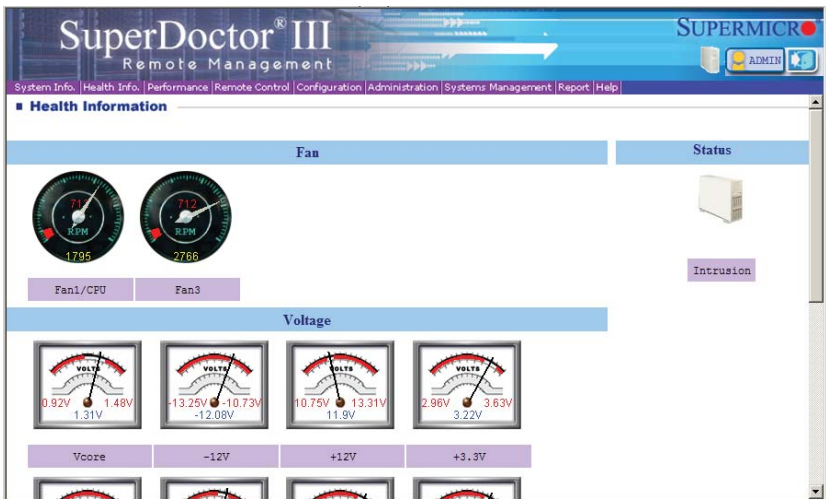 SuperDoctor® III
Remote Management
SUPERMICR
ADMIN
System Info. Health Info. Performance Remote Control Configuration Administration Systems Management Report Help
Health Information
Fan Status
712 712
RPM RPM
1795 2766
Fan1/CPU Fan3
Intrusion
Voltage
VOLTS VOLTS VOLTS VOLTS
0.92V 1.48V -13.25V -10.73V 10.75V 13.31V 2.96V 3.63V
1.31V -12.08V 11.9V 3.22V
Vcore -12V +12V +3.3V